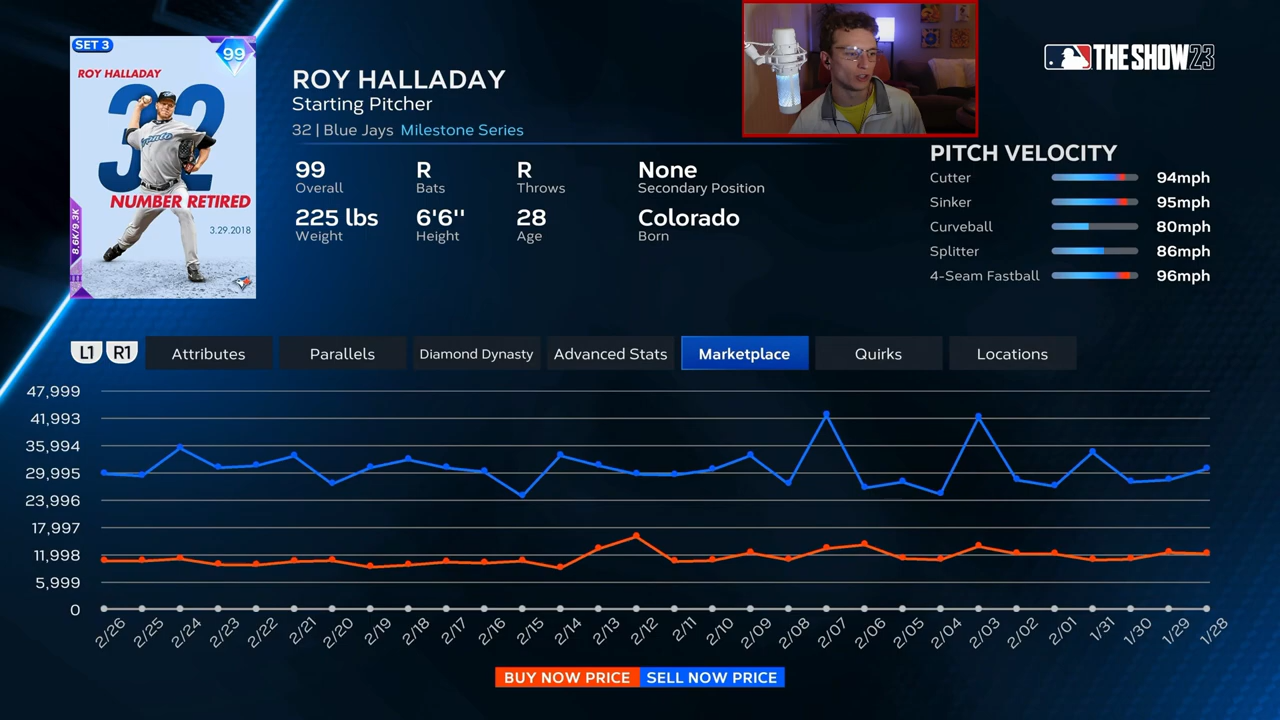 SET 3
99
ROY HALLADAY
32
NUMBER RETIRED
3.29.2018
8.6K/9.3K
III
ROY HALLADAY
Starting Pitcher
32 | Blue Jays Milestone Series
99
Overall
R
Bats
R
Throws
None
Secondary Position
225 lbs
Weight
6'6''
Height
28
Age
Colorado
Born
THE SHOW 23
PITCH VELOCITY
Cutter 94mph
Sinker 95mph
Curveball 80mph
Splitter 86mph
4-Seam Fastball 96mph
L1 R1 Attributes Parallels Diamond Dynasty Advanced Stats Marketplace Quirks Locations
47,999
41,993
35,994
29,995
23,996
17,997
11,998
5,999
0
2/26 2/25 2/24 2/23 2/22 2/21 2/20 2/19 2/18 2/17 2/16 2/15 2/14 2/13 2/12 2/11 2/10 2/09 2/08 2/07 2/06 2/05 2/04 2/03 2/02 2/01 1/31 1/30 1/29 1/28
BUY NOW PRICE SELL NOW PRICE